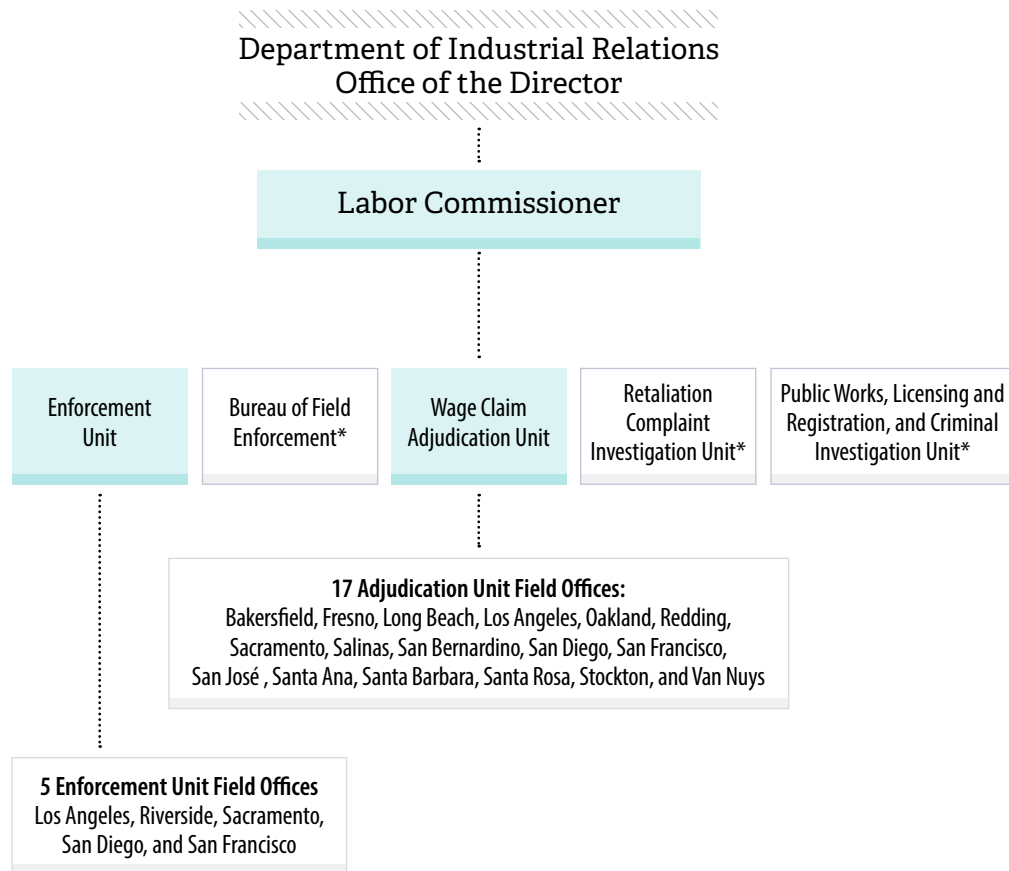 Department of Industrial Relations
Office of the Director
Labor Commissioner
Enforcement
Unit
Bureau of Field
Enforcement*
Wage Claim
Adjudication Unit
Retaliation
Complaint
Investigation Unit*
Public Works, Licensing and
Registration, and Criminal
Investigation Unit*
17 Adjudication Unit Field Offices:
Bakersfield, Fresno, Long Beach, Los Angeles, Oakland, Redding,
Sacramento, Salinas, San Bernardino, San Diego, San Francisco,
San José , Santa Ana, Santa Barbara, Santa Rosa, Stockton, and Van Nuys
5 Enforcement Unit Field Offices
Los Angeles, Riverside, Sacramento,
San Diego, and San Francisco